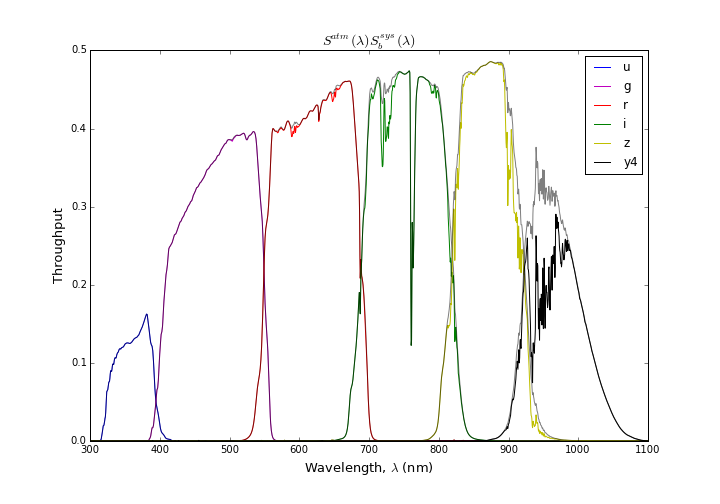 S^{atm}(λ)S_b^{sys}(λ)
0.5
0.4
0.3
0.2
0.1
0.0
Throughput
u
g
r
i
z
y4
300 400 500 600 700 800 900 1000 1100
Wavelength, λ (nm)